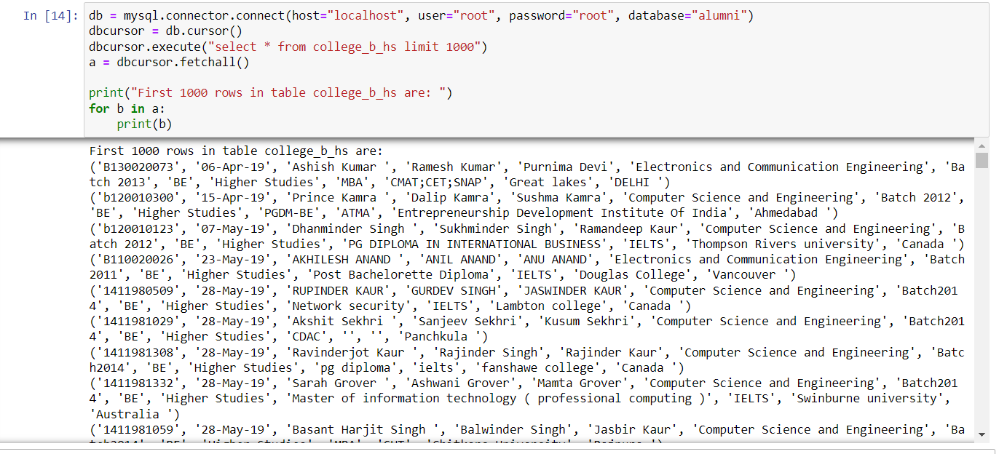 In [14]: db = mysql.connector.connect(host="localhost", user="root", password="root", database="alumni")
dbcursor = db.cursor()
dbcursor.execute("select * from college_b_hs limit 1000")
a = dbcursor.fetchall()
print("First 1000 rows in table college_b_hs are: ")
for b in a:
    print(b)
First 1000 rows in table college_b_hs are:
('B130020073', '06-Apr-19', 'Ashish Kumar ', 'Ramesh Kumar', 'Purnima Devi', 'Electronics and Communication Engineering', 'Ba
tch 2013', 'BE', 'Higher Studies', 'MBA', 'CMAT;CET;SNAP', 'Great lakes', 'DELHI ')
('b120010300', '15-Apr-19', 'Prince Kamra ', 'Dalip Kamra', 'Sushma Kamra', 'Computer Science and Engineering', 'Batch 2012',
'BE', 'Higher Studies', 'PGDM-BE', 'ATMA', 'Entrepreneurship Development Institute Of India', 'Ahmedabad ')
('b120010123', '07-May-19', 'Dhanminder Singh ', 'Sukhminder Singh', 'Ramandeep Kaur', 'Computer Science and Engineering', 'B
atch 2012', 'BE', 'Higher Studies', 'PG DIPLOMA IN INTERNATIONAL BUSINESS', 'IELTS', 'Thompson Rivers university', 'Canada ')
('B110020026', '23-May-19', 'AKHILESH ANAND ', 'ANIL ANAND', 'ANU ANAND', 'Electronics and Communication Engineering', 'Batch
2011', 'BE', 'Higher Studies', 'Post Bachelorette Diploma', 'IELTS', 'Douglas College', 'Vancouver ')
('1411980509', '28-May-19', 'RUPINDER KAUR', 'GURDEV SINGH', 'JASWINDER KAUR', 'Computer Science and Engineering', 'Batch201
4', 'BE', 'Higher Studies', 'Network security', 'IELTS', 'Lambton college', 'Canada ')
('1411981029', '28-May-19', 'Akshit Sekhri ', 'Sanjeev Sekhri', 'Kusum Sekhri', 'Computer Science and Engineering', 'Batch201
4', 'BE', 'Higher Studies', 'CDAC', '', '', 'Panchkula ')
('1411981308', '28-May-19', 'Ravinderjot Kaur ', 'Rajinder Singh', 'Rajinder Kaur', 'Computer Science and Engineering', 'Batc
h2014', 'BE', 'Higher Studies', 'pg diploma', 'ielts', 'fanshawe college', 'Canada ')
('1411981332', '28-May-19', 'Sarah Grover ', 'Ashwani Grover', 'Mamta Grover', 'Computer Science and Engineering', 'Batch201
4', 'BE', 'Higher Studies', 'Master of information technology ( professional computing )', 'IELTS', 'Swinburne university',
'Australia ')
('1411981059', '28-May-19', 'Basant Harjit Singh ', 'Balwinder Singh', 'Jasbir Kaur', 'Computer Science and Engineering', 'Ba